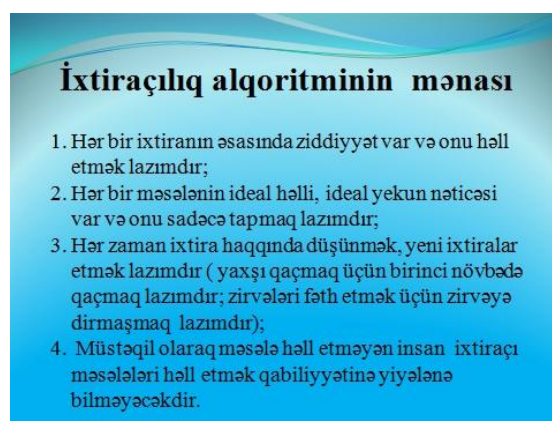 İxtiraçılıq alqoritminin mənası
1. Hər bir ixtiranın əsasında ziddiyyət var və onu həll
etmək lazımdır;
2. Hər bir məsələnin ideal həlli, ideal yekun nəticəsi
var və onu sadəcə tapmaq lazımdır;
3. Hər zaman ixtira haqqında düşünmək, yeni ixtiralar
etmək lazımdır ( yaxşı qaçmaq üçün birinci növbədə
qaçmaq lazımdır; zirvələri fəth etmək üçün zirvəyə
dirmaşmaq lazımdır);
4. Müstəqil olaraq məsələ həll etməyən insan ixtiraçı
məsələləri həll etmək qabiliyyətinə yiyələnə
bilməyəcəkdir.